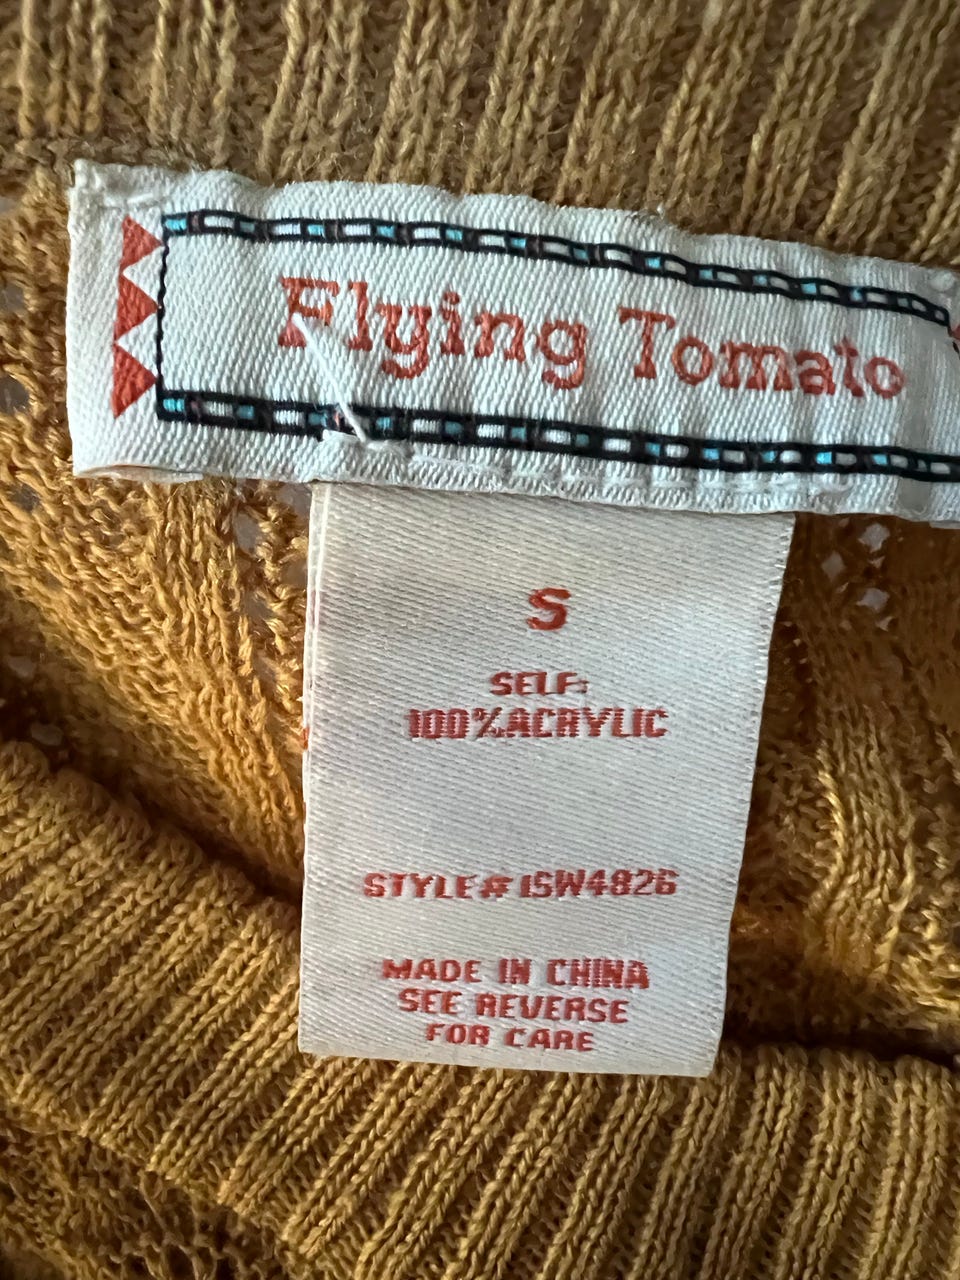 Flying Tomato
S
SELF:
100%ACRYLIC
STYLE# ISW4826
MADE IN CHINA
SEE REVERSE
FOR CARE